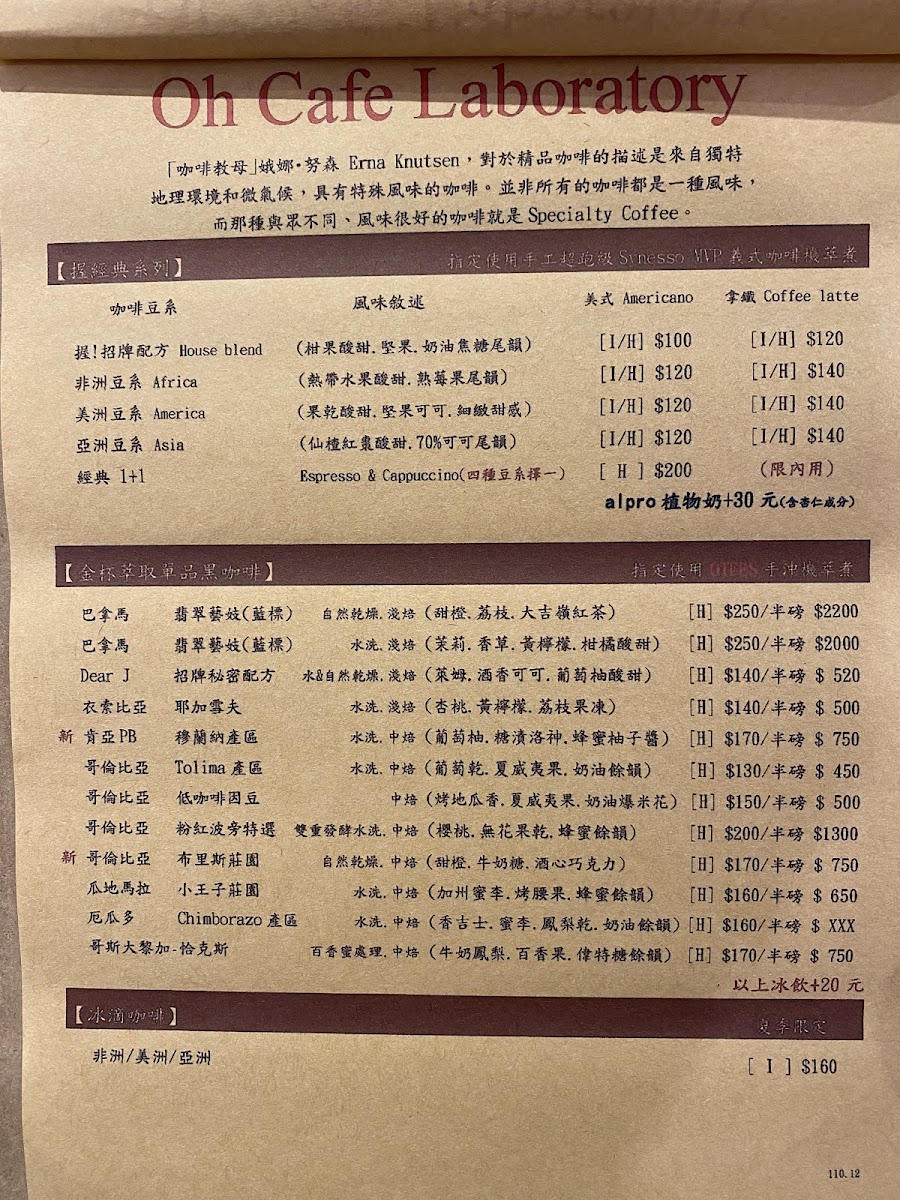 Oh Cafe Laboratory
「咖啡教母」娥娜·努森 Erna Knutsen，對於精品咖啡的描述是來自獨特
地理環境和微氣候，具有特殊風味的咖啡。並非所有的咖啡都是一種風味，
而那種與眾不同、風味很好的咖啡就是 Specialty Coffee。
【握經典系列】 指定使用手工超跑級 Synesso MVP 義式咖啡機萃煮
咖啡豆系 風味敘述 美式 Americano 拿鐵 Coffee latte
握!招牌配方 House blend (柑果酸甜.堅果.奶油焦糖尾韻) [I/H] $100 [I/H] $120
非洲豆系 Africa (熱帶水果酸甜.熟莓果尾韻) [I/H] $120 [I/H] $140
美洲豆系 America (果乾酸甜.堅果可可.細緻甜感) [I/H] $120 [I/H] $140
亞洲豆系 Asia (仙楂紅棗酸甜.70%可可尾韻) [I/H] $120 [I/H] $140
經典 1+1 Espresso & Cappuccino(四種豆系擇一) [ H ] $200 (限內用)
alpro 植物奶+30 元(含杏仁成分)
【金杯萃取單品黑咖啡】 指定使用 OTFES 手沖機萃煮
巴拿馬 翡翠藝妓(藍標) 自然乾燥.淺焙 (甜橙.荔枝.大吉嶺紅茶) [H] $250/半磅 $2200
巴拿馬 翡翠藝妓(藍標) 水洗.淺焙 (茉莉.香草.黃檸檬.柑橘酸甜) [H] $250/半磅 $2000
Dear J 招牌秘密配方 水&自然乾燥.淺焙 (萊姆.酒香可可.葡萄柚酸甜) [H] $140/半磅 $ 520
衣索比亞 耶加雪夫 水洗.淺焙 (杏桃.黃檸檬.荔枝果凍) [H] $140/半磅 $ 500
新 肯亞PB 穆蘭納產區 水洗.中焙 (葡萄柚.糖漬洛神.蜂蜜柚子醬) [H] $170/半磅 $ 750
哥倫比亞 Tolima 產區 水洗.中焙 (葡萄乾.夏威夷果.奶油餘韻) [H] $130/半磅 $ 450
哥倫比亞 低咖啡因豆 中焙 (烤地瓜香.夏威夷果.奶油爆米花) [H] $150/半磅 $ 500
哥倫比亞 粉紅波旁特選 雙重發酵水洗.中焙 (櫻桃.無花果乾.蜂蜜餘韻) [H] $200/半磅 $1300
新 哥倫比亞 布里斯莊園 自然乾燥.中焙 (甜橙.牛奶糖.酒心巧克力) [H] $170/半磅 $ 750
瓜地馬拉 小王子莊園 水洗.中焙 (加州蜜李.烤腰果.蜂蜜餘韻) [H] $160/半磅 $ 650
厄瓜多 Chimborazo 產區 水洗.中焙 (香吉士.蜜李.鳳梨乾.奶油餘韻) [H] $160/半磅 $ XXX
哥斯大黎加-恰克斯 百香蜜處理.中焙 (牛奶鳳梨.百香果.偉特糖餘韻) [H] $170/半磅 $ 750
以上冰飲+20 元
【冰滴咖啡】 夏季限定
非洲/美洲/亞洲 [ I ] $160
110.12